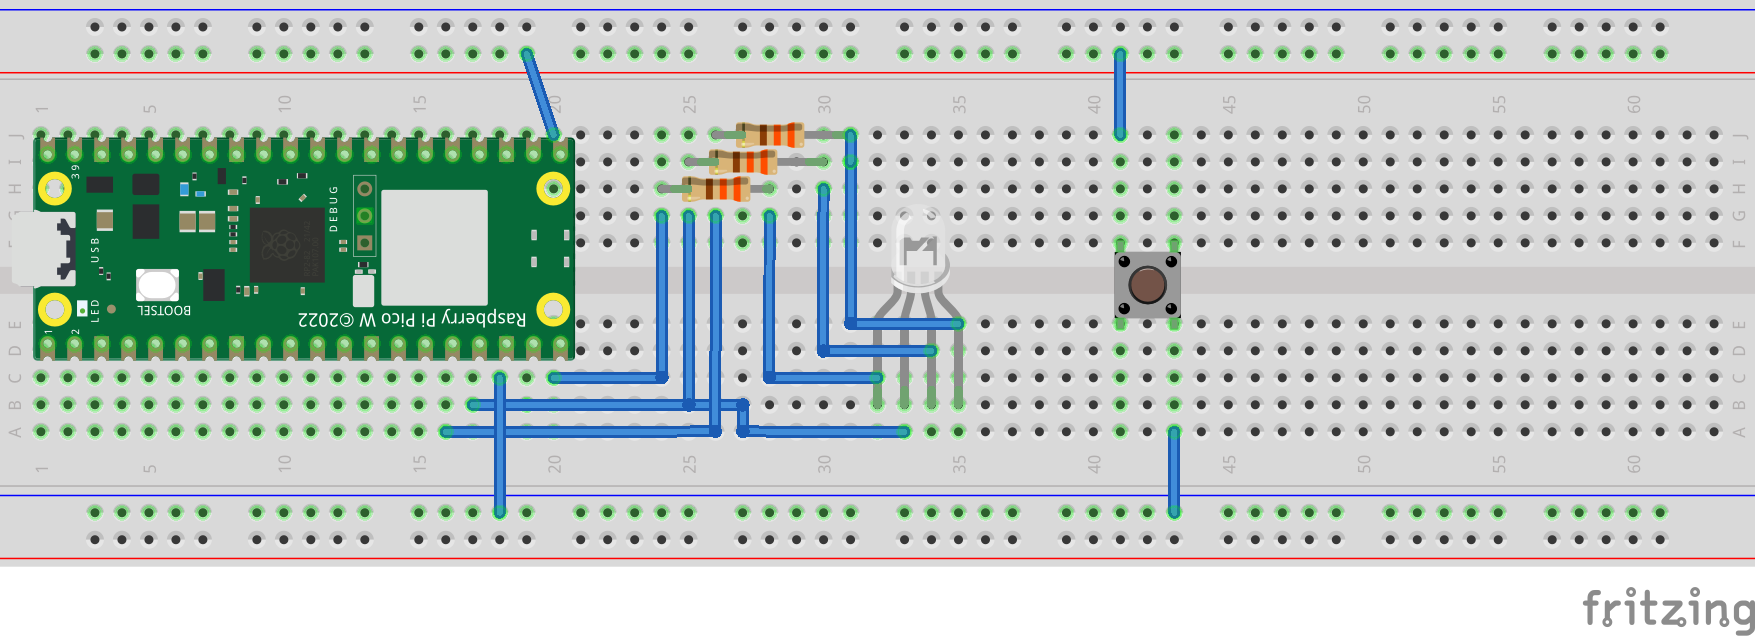 1 5 10 15 20 25 30 35 40 45 50 55 60
J J
I I
H H
G G
F F
39
DEBUG
USB
BOOTSEL
LED
Raspberry Pi Pico W ©2022
1
2
E E
D D
C C
B B
A A
1 5 10 15 20 25 30 35 40 45 50 55 60
fritzing